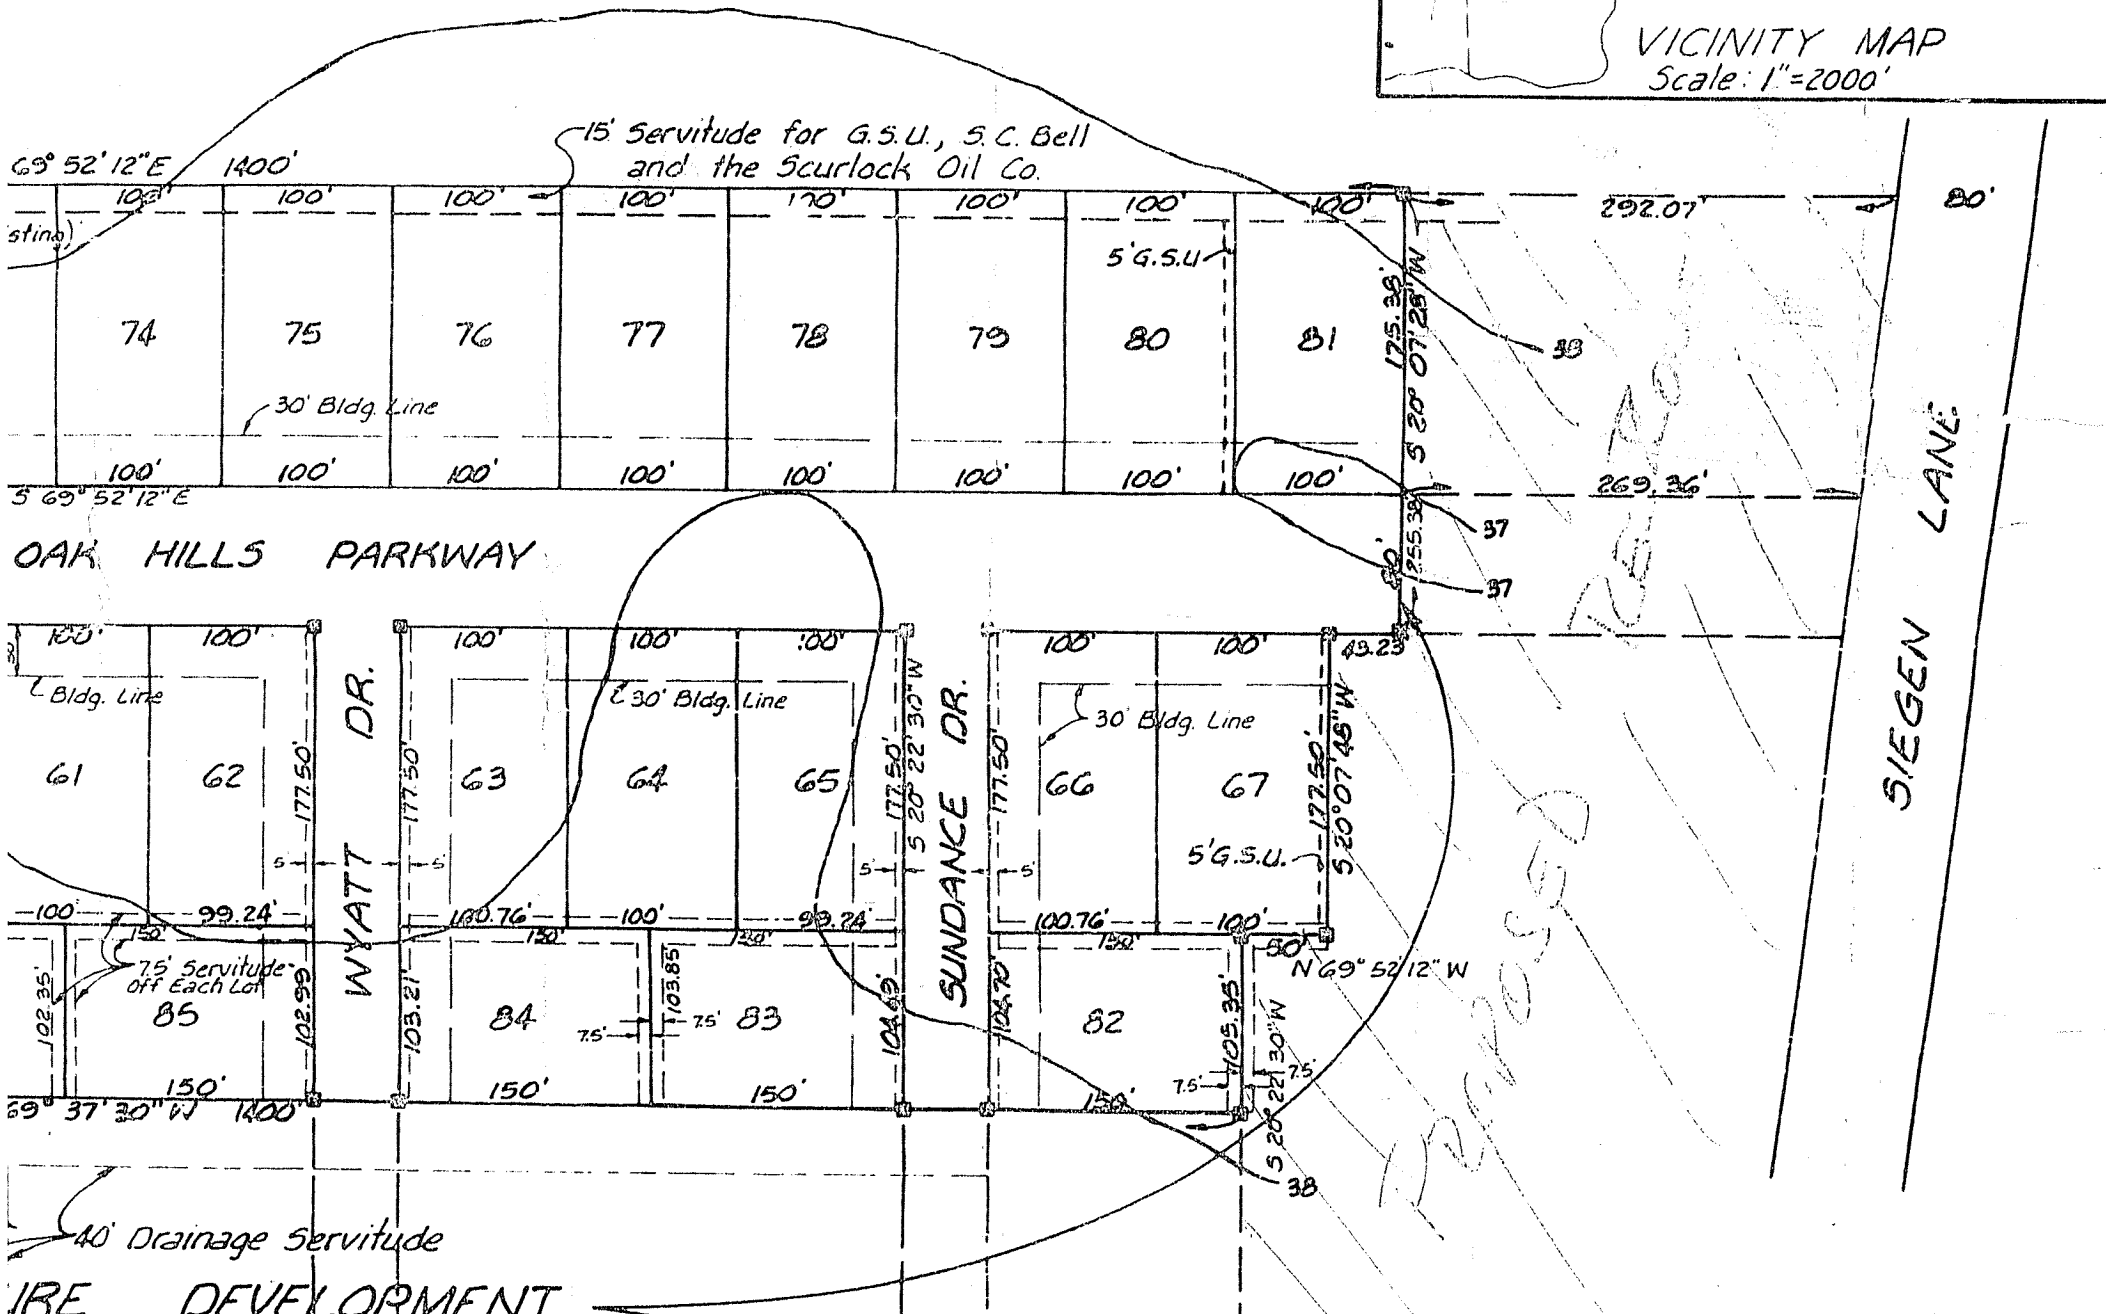 VICINITY MAP
Scale: 1"=2000'
15' Servitude for G.S.U., S.C. Bell
and the Scurlock Oil Co.
69° 52' 12" E 1400'
100' 100' 100' 100' 100' 100' 100'
292.07'
80'
5' G.S.U
175.38'
S 20° 07' 28" W
74 75 76 77 78 79 80 81
38
30' Bldg. Line
100' 100' 100' 100' 100' 100' 100' 100'
S 69° 52' 12" E
269.36'
37
255.38'
37
OAK HILLS PARKWAY
SIEGEN LANE
100' 100' 100' 100' 100' 100'
43.23
30'
Bldg. Line
30' Bldg. Line
30' Bldg. Line
WYATT DR.
SUNDANCE DR.
S 20° 22' 30" W
S 20° 07' 48" W
177.50' 177.50' 177.50' 177.50' 177.50'
61 62 63 64 65 66 67
5' G.S.U.
5' 5' 5' 5'
100' 99.24' 100.76' 100' 99.24' 100.76' 100'
150' 150' 150' 150' 50'
N 69° 52' 12" W
7.5' Servitude
off Each Lot
102.35' 102.99' 103.21' 103.85' 104.70' 105.35'
85 84 83 82
7.5' 7.5' 7.5' 7.5'
S 20° 22' 30" W
150' 150' 150' 150'
69° 37' 30" W 1400'
38
40' Drainage Servitude
DEVELOPMENT